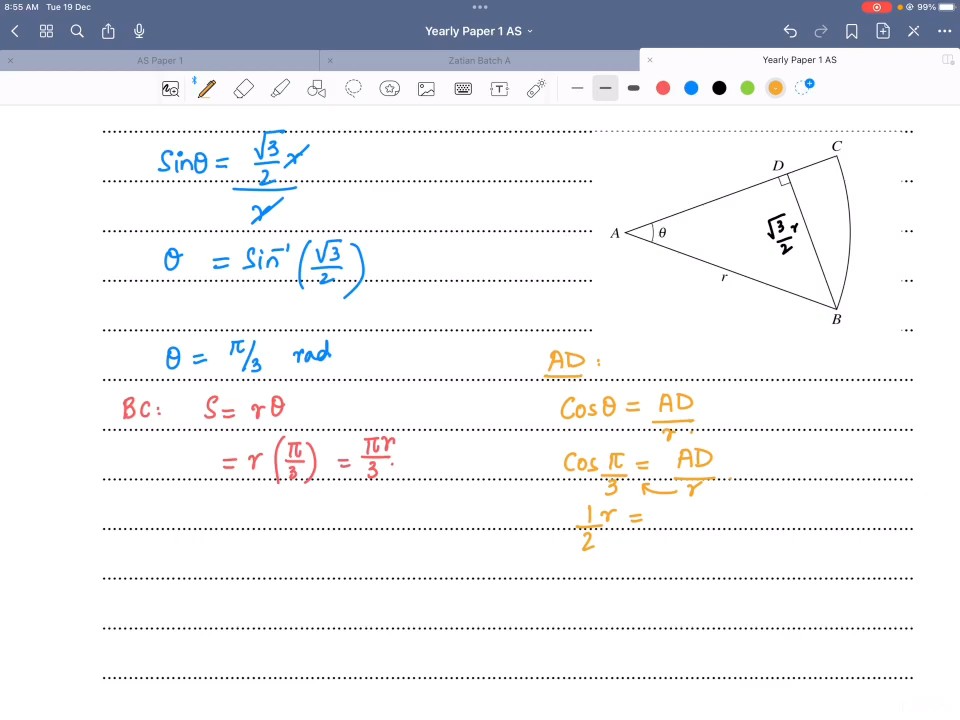 8:55 AM Tue 19 Dec
99%
Yearly Paper 1 AS
AS Paper 1
Zatian Batch A
Yearly Paper 1 AS
Sinθ = √3/2 r / r
θ = Sin⁻¹ (√3/2)
θ = π/3 rad
BC: S = rθ
= r (π/3) = πr/3
C
D
A
θ
√3/2 r
r
B
AD :
Cosθ = AD/r
Cos π/3 = AD/r
1/2 r =